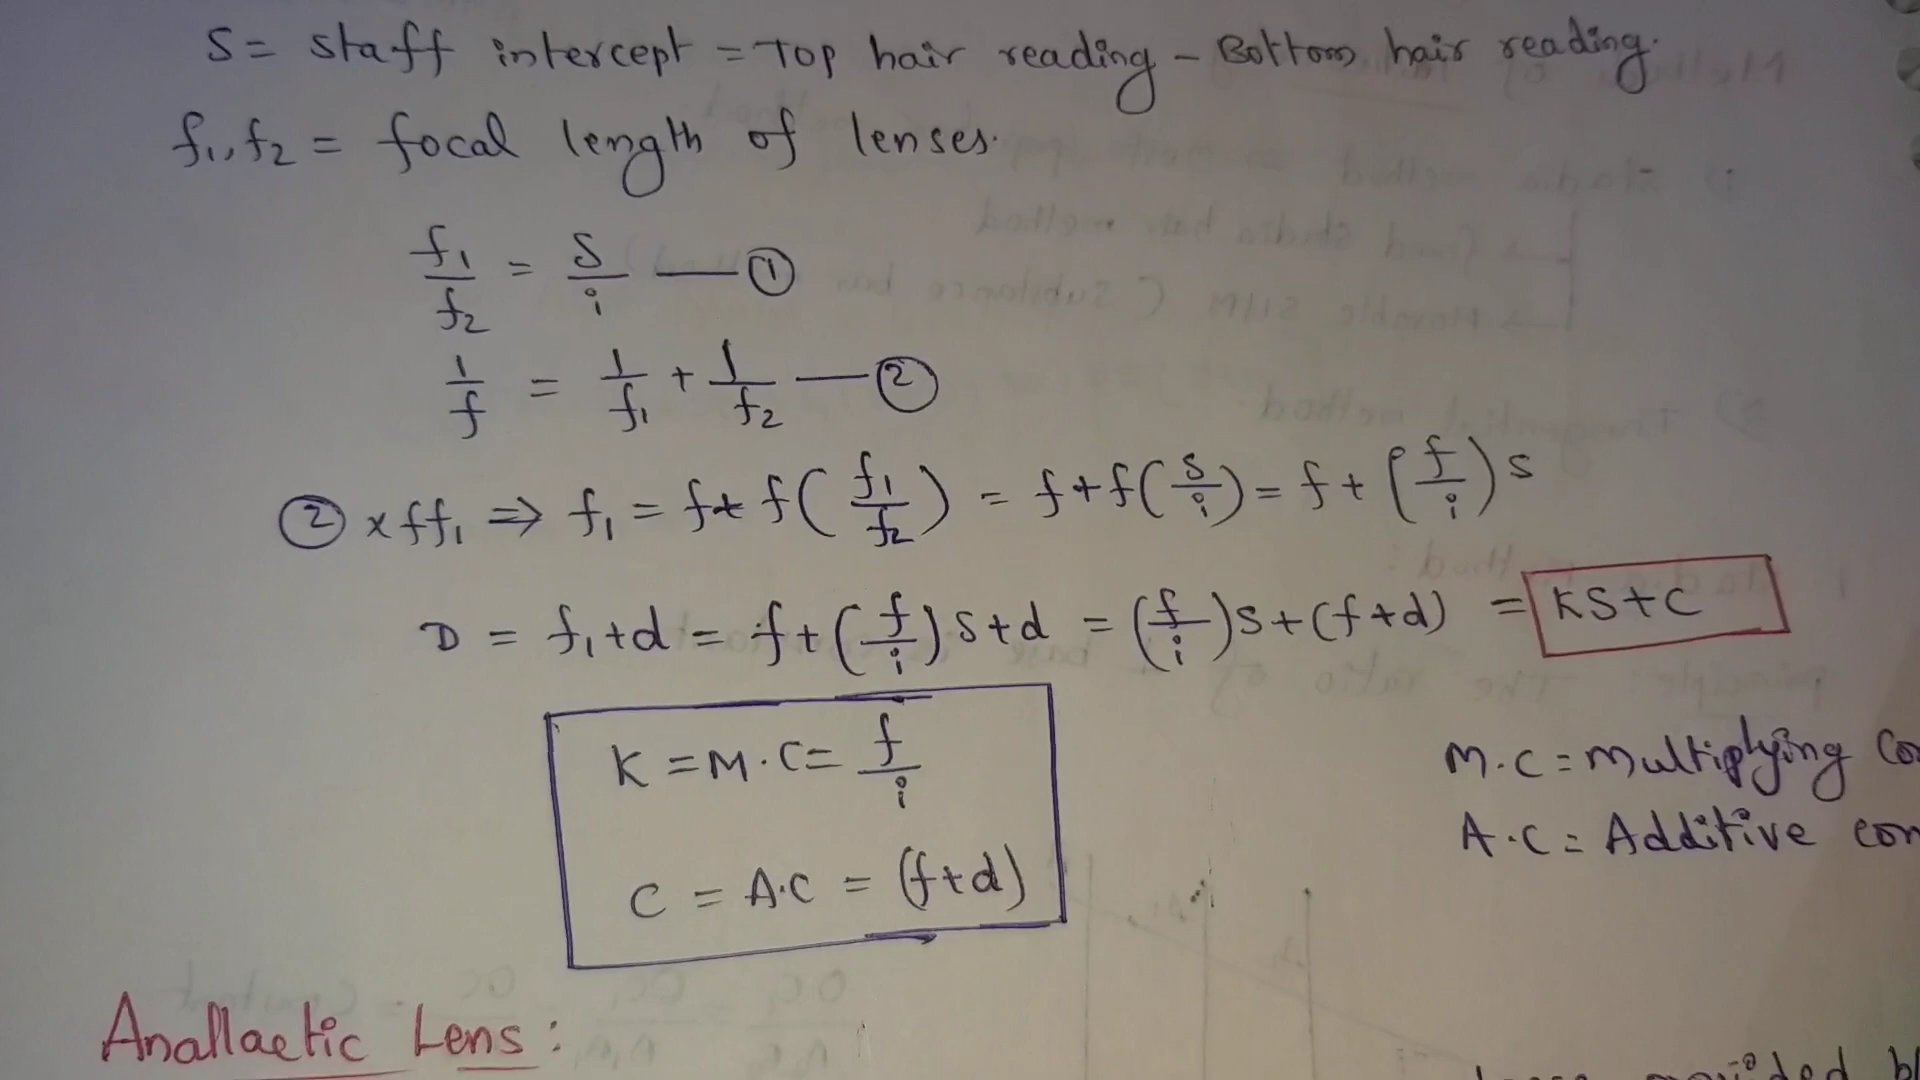 S = staff intercept = Top hair reading - Bottom hair reading.
f₁, f₂ = focal length of lenses.
f₁/f₂ = S/i — ①
1/f = 1/f₁ + 1/f₂ — ②
② x ff₁ ⇒ f₁ = f + f(f₁/f₂) = f + f(s/i) = f + (f/i)s
D = f₁+d = f+(f/i)s+d = (f/i)s+(f+d) = KS+C
K = M.C = f/i
M.C = Multiplying
C = A.C = (f+d)
A.C = Additive
Anallactic Lens: